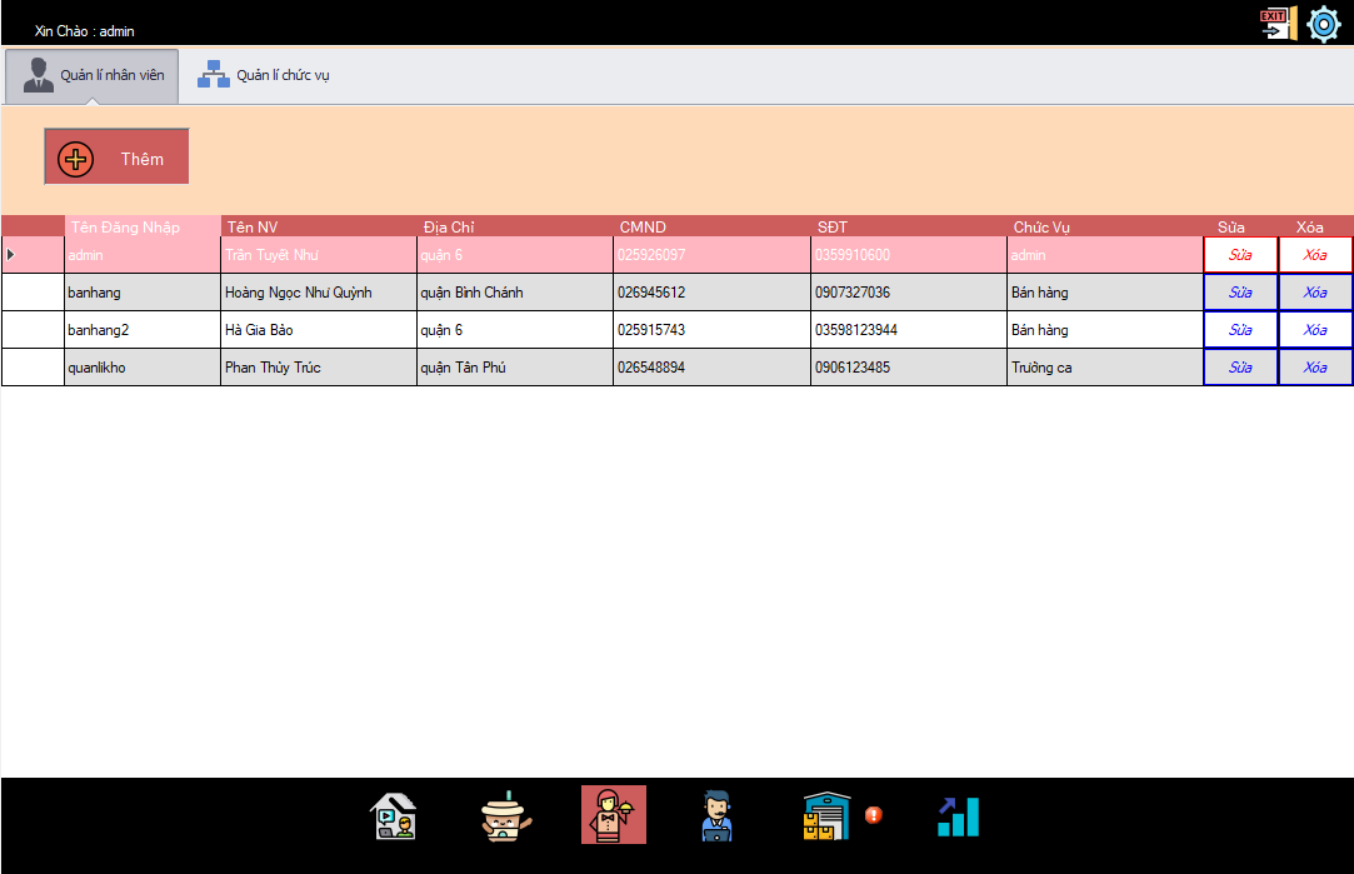 EXIT
Xin Chào : admin
Quản lí nhân viên Quản lí chức vụ
Thêm
Tên Đăng Nhập Tên NV Địa Chỉ CMND SĐT Chức Vụ Sửa Xóa
admin Trần Tuyết Như quận 6 025926097 0359910600 admin Sửa Xóa
banhang Hoàng Ngọc Như Quỳnh quận Bình Chánh 026945612 0907327036 Bán hàng Sửa Xóa
banhang2 Hà Gia Bảo quận 6 025915743 03598123944 Bán hàng Sửa Xóa
quanlikho Phan Thủy Trúc quận Tân Phú 026548894 0906123485 Trưởng ca Sửa Xóa